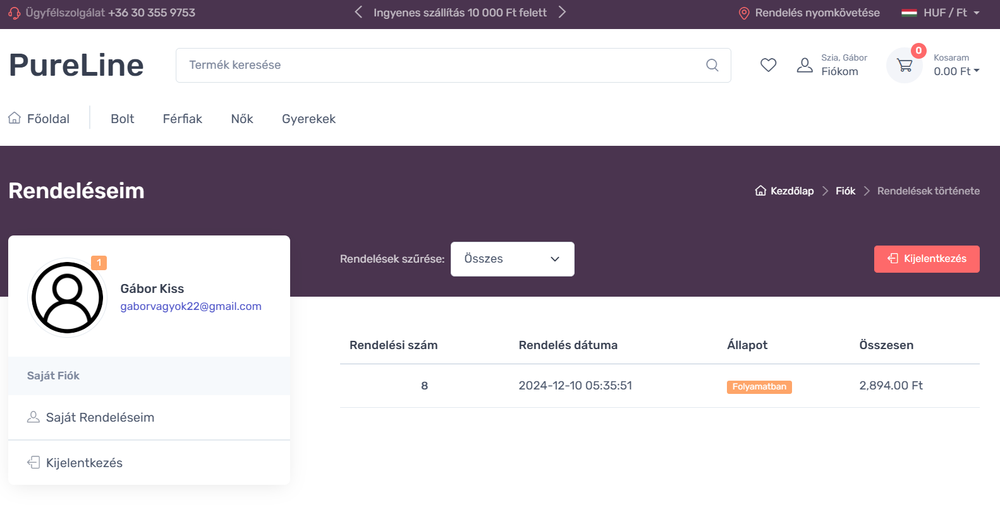 Ügyfélszolgálat +36 30 355 9753
Ingyenes szállítás 10 000 Ft felett
Rendelés nyomkövetése
HUF / Ft
PureLine
Termék keresése
Szia, Gábor
Fiókom
0
Kosaram
0.00 Ft
Főoldal
Bolt
Férfiak
Nők
Gyerekek
Rendeléseim
Kezdőlap
Fiók
Rendelések története
1
Gábor Kiss
gaborvagyok22@gmail.com
Saját Fiók
Saját Rendeléseim
Kijelentkezés
Rendelések szűrése:
Összes
Kijelentkezés
Rendelési szám Rendelés dátuma Állapot Összesen
8 2024-12-10 05:35:51 Folyamatban 2,894.00 Ft